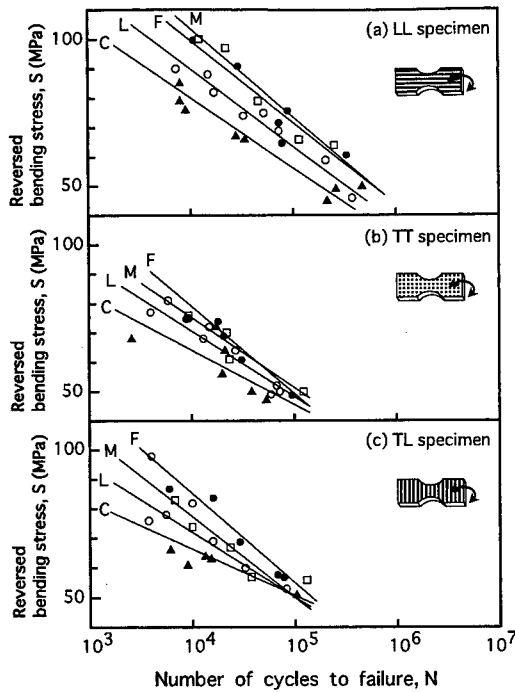 (a) LL specimen
C
L
F
M
100
50
Reversed
bending stress, S (MPa)
(b) TT specimen
C
L
M
F
100
50
Reversed
bending stress, S (MPa)
(c) TL specimen
C
L
M
F
100
50
Reversed
bending stress, S (MPa)
10³ 10⁴ 10⁵ 10⁶ 10⁷
Number of cycles to failure, N